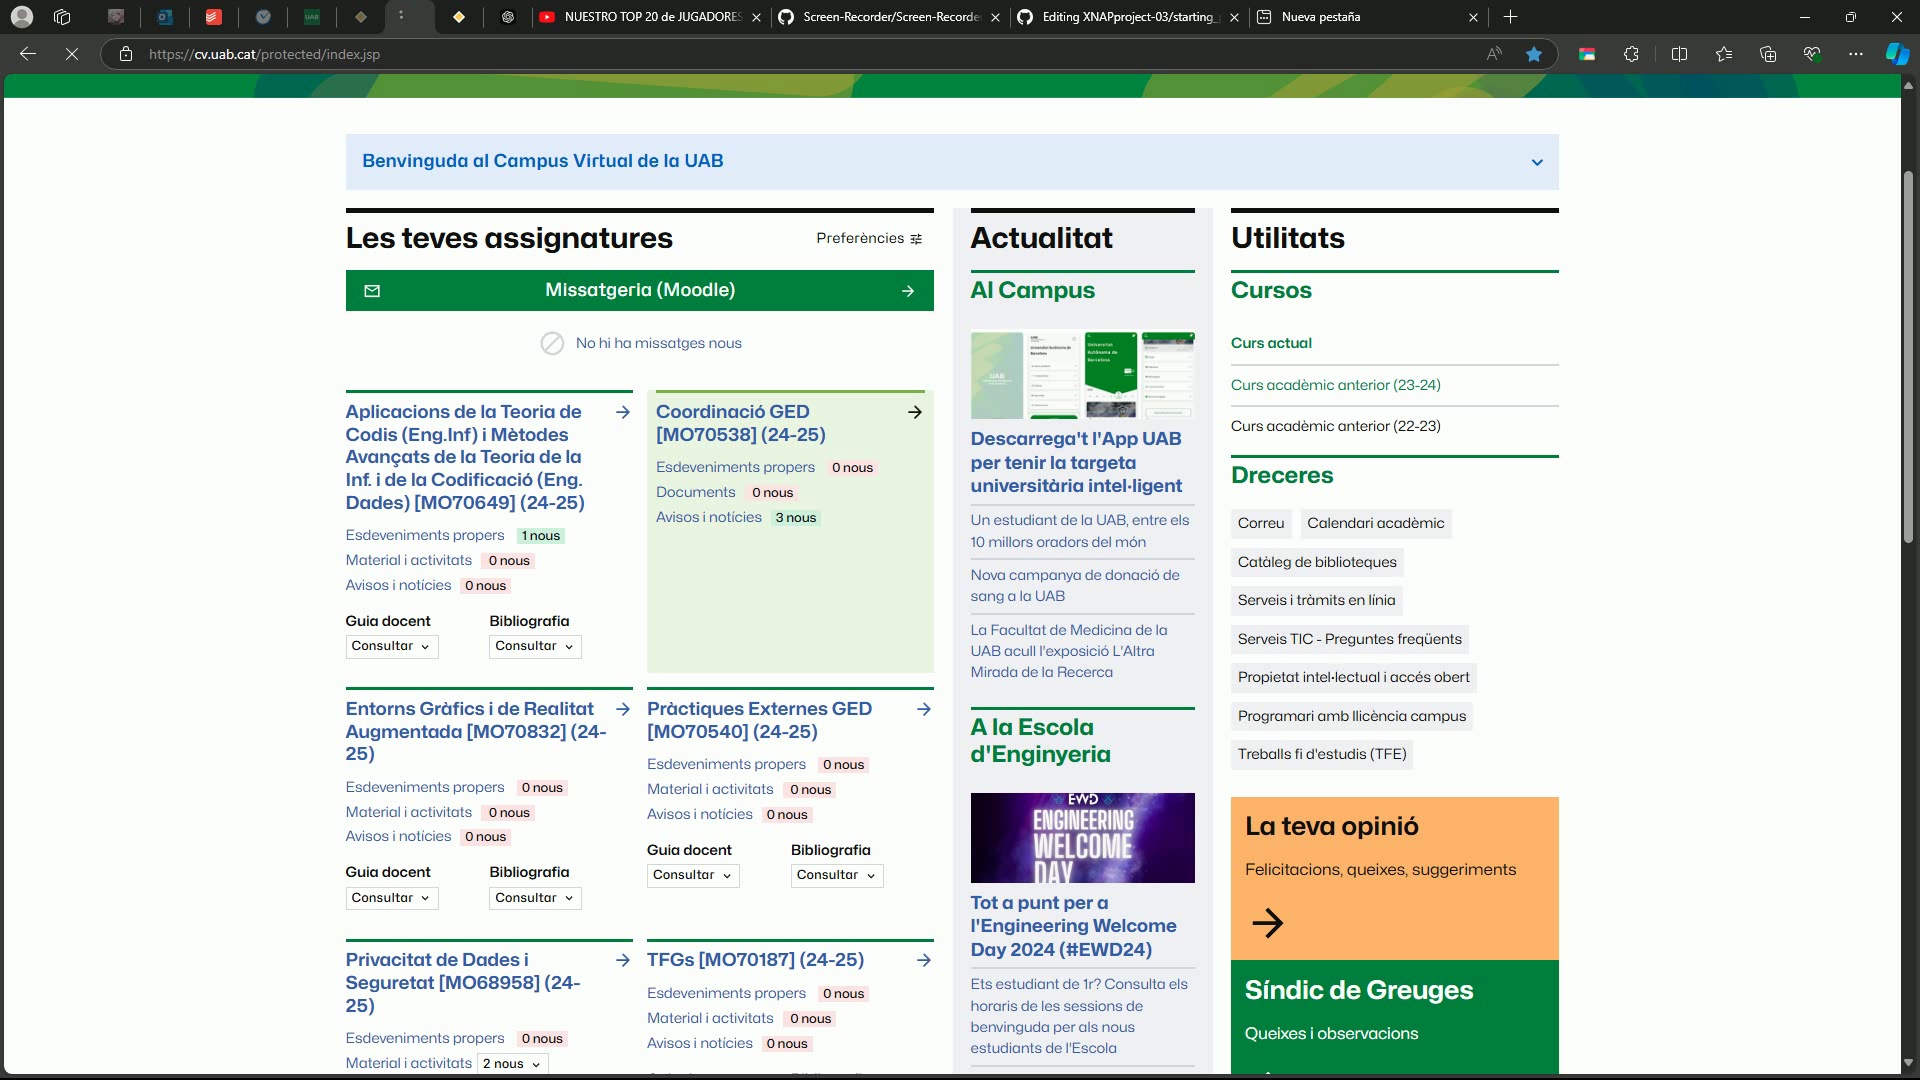 NUESTRO TOP 20 de JUGADORES
Screen-Recorder/Screen-Recorde
Editing XNAPproject-03/starting_
Nueva pestaña
https://cv.uab.cat/protected/index.jsp
Benvinguda al Campus Virtual de la UAB
Les teves assignatures
Preferències
Missatgeria (Moodle)
No hi ha missatges nous
Aplicacions de la Teoria de
Codis (Eng.Inf) i Mètodes
Avançats de la Teoria de la
Inf. i de la Codificació (Eng.
Dades) [MO70649] (24-25)
Esdeveniments propers 1 nous
Material i activitats 0 nous
Avisos i notícies 0 nous
Guia docent Bibliografia
Consultar Consultar
Coordinació GED
[MO70538] (24-25)
Esdeveniments propers 0 nous
Documents 0 nous
Avisos i notícies 3 nous
Entorns Gràfics i de Realitat
Augmentada [MO70832] (24-
25)
Esdeveniments propers 0 nous
Material i activitats 0 nous
Avisos i notícies 0 nous
Guia docent Bibliografia
Consultar Consultar
Pràctiques Externes GED
[MO70540] (24-25)
Esdeveniments propers 0 nous
Material i activitats 0 nous
Avisos i notícies 0 nous
Guia docent Bibliografia
Consultar Consultar
Privacitat de Dades i
Seguretat [MO68958] (24-
25)
Esdeveniments propers 0 nous
Material i activitats 2 nous
TFGs [MO70187] (24-25)
Esdeveniments propers 0 nous
Material i activitats 0 nous
Avisos i notícies 0 nous
Actualitat
Al Campus
Descarrega't l'App UAB
per tenir la targeta
universitària intel·ligent
Un estudiant de la UAB, entre els
10 millors oradors del món
Nova campanya de donació de
sang a la UAB
La Facultat de Medicina de la
UAB acull l'exposició L'Altra
Mirada de la Recerca
A la Escola
d'Enginyeria
EWD
ENGINEERING
WELCOME
DAY
Tot a punt per a
l'Engineering Welcome
Day 2024 (#EWD24)
Ets estudiant de 1r? Consulta els
horaris de les sessions de
benvinguda per als nous
estudiants de l'Escola
Utilitats
Cursos
Curs actual
Curs acadèmic anterior (23-24)
Curs acadèmic anterior (22-23)
Dreceres
Correu
Calendari acadèmic
Catàleg de biblioteques
Serveis i tràmits en línia
Serveis TIC - Preguntes freqüents
Propietat intel·lectual i accés obert
Programari amb llicència campus
Treballs fi d'estudis (TFE)
La teva opinió
Felicitacions, queixes, suggeriments
Síndic de Greuges
Queixes i observacions